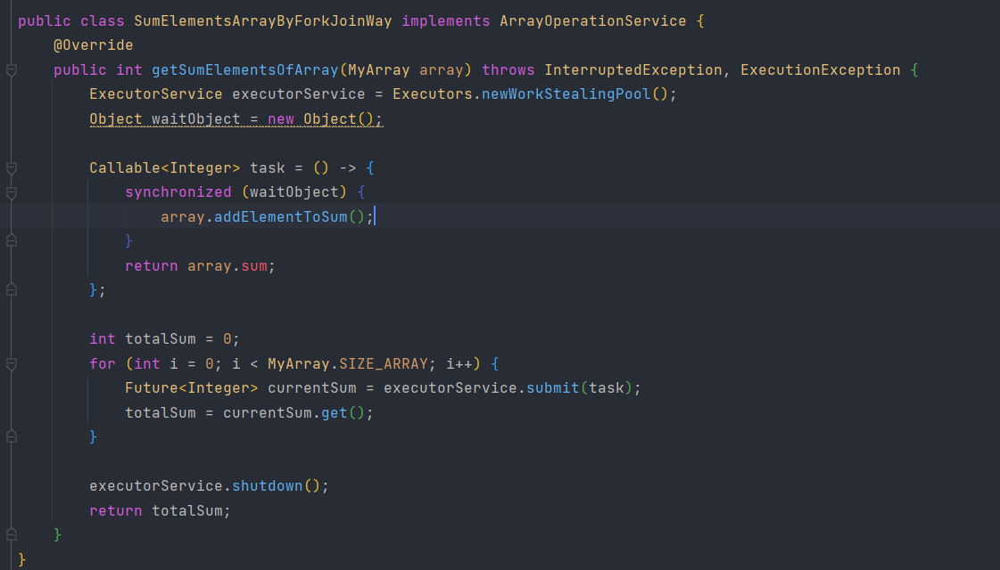 public class SumElementsArrayByForkJoinWay implements ArrayOperationService {
@Override
public int getSumElementsOfArray(MyArray array) throws InterruptedException, ExecutionException {
ExecutorService executorService = Executors.newWorkStealingPool();
Object waitObject = new Object();
Callable<Integer> task = () -> {
synchronized (waitObject) {
array.addElementToSum();
}
return array.sum;
};
int totalSum = 0;
for (int i = 0; i < MyArray.SIZE_ARRAY; i++) {
Future<Integer> currentSum = executorService.submit(task);
totalSum = currentSum.get();
}
executorService.shutdown();
return totalSum;
}
}